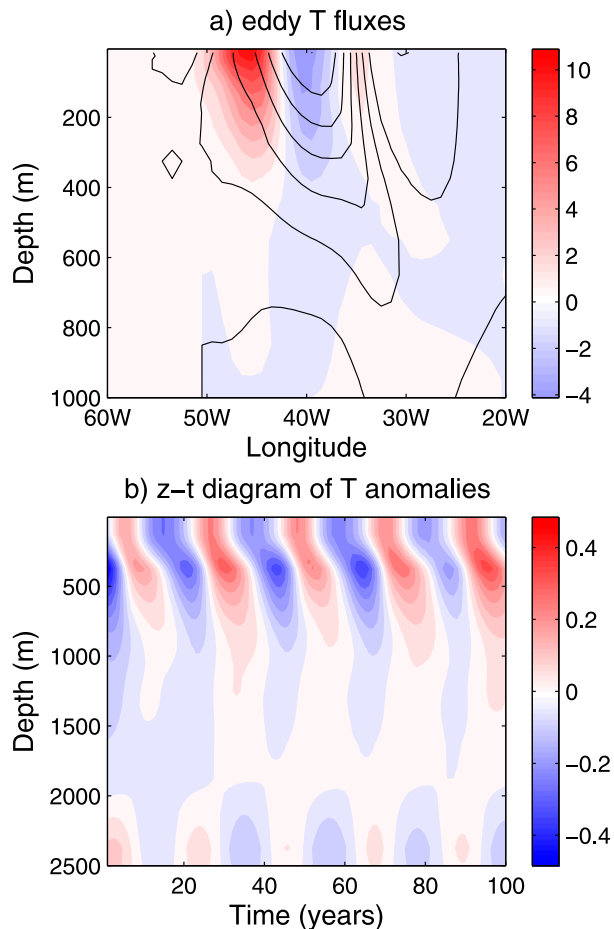 a) eddy T fluxes
200
400
600
800
1000
Depth (m)
60W 50W 40W 30W 20W
Longitude
10
8
6
4
2
0
−2
−4
b) z−t diagram of T anomalies
500
1000
1500
2000
2500
Depth (m)
20 40 60 80 100
Time (years)
0.4
0.2
0
−0.2
−0.4